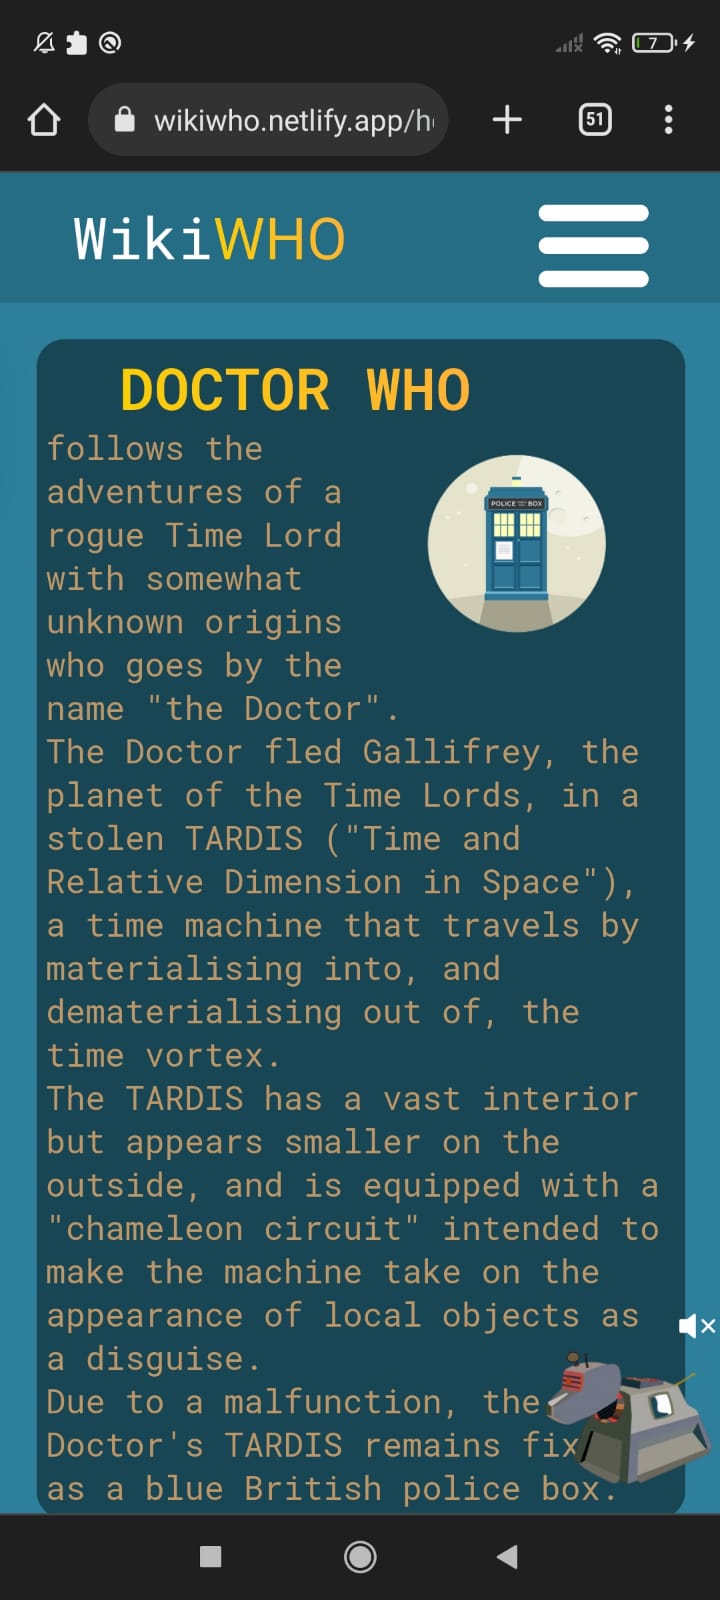 7
wikiwho.netlify.app/h
51
WikiWHO
DOCTOR WHO
follows the
adventures of a
rogue Time Lord
with somewhat
unknown origins
who goes by the
name "the Doctor".
POLICE BOX
The Doctor fled Gallifrey, the
planet of the Time Lords, in a
stolen TARDIS ("Time and
Relative Dimension in Space"),
a time machine that travels by
materialising into, and
dematerialising out of, the
time vortex.
The TARDIS has a vast interior
but appears smaller on the
outside, and is equipped with a
"chameleon circuit" intended to
make the machine take on the
appearance of local objects as
a disguise.
Due to a malfunction, the
Doctor's TARDIS remains fix
as a blue British police box.